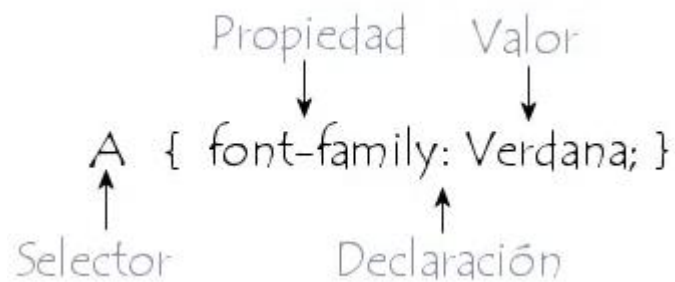 Propiedad Valor
A { font-family: Verdana; }
Selector Declaración